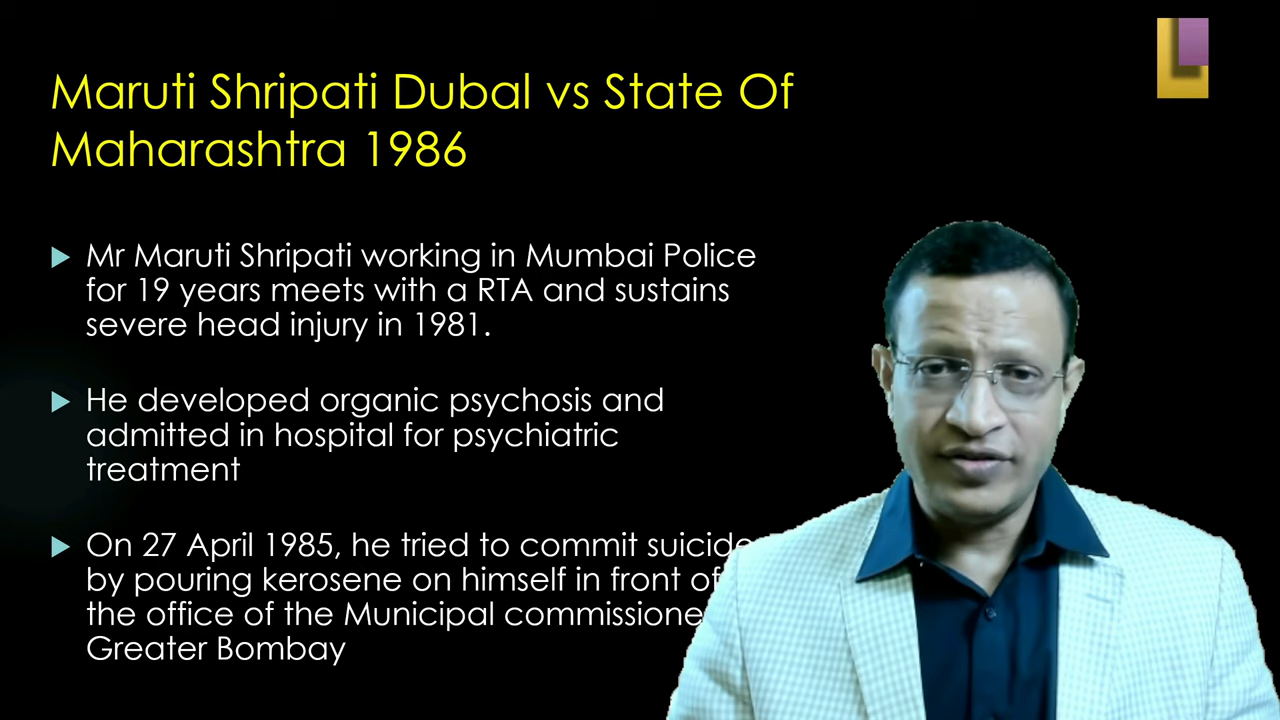 Maruti Shripati Dubal vs State Of
Maharashtra 1986
Mr Maruti Shripati working in Mumbai Police
for 19 years meets with a RTA and sustains
severe head injury in 1981.
He developed organic psychosis and
admitted in hospital for psychiatric
treatment
On 27 April 1985, he tried to commit suicide
by pouring kerosene on himself in front of
the office of the Municipal commissione
Greater Bombay